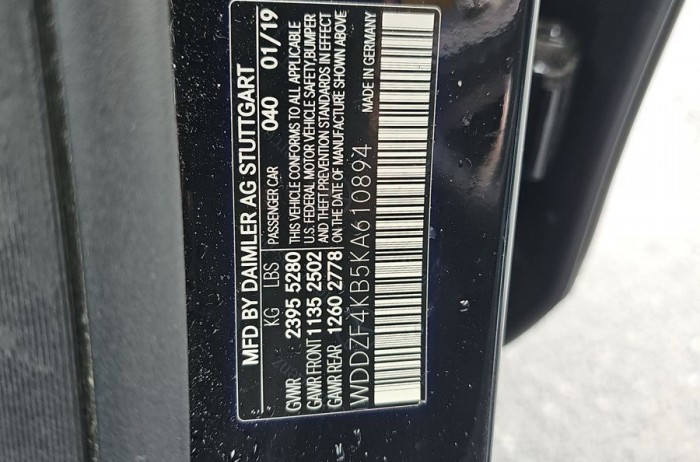 MFD BY DAIMLER AG STUTTGART
KG LBS PASSENGER CAR 040 01/19
GVWR 2395 5280 THIS VEHICLE CONFORMS TO ALL APPLICABLE
GAWR FRONT 1135 2502 U.S. FEDERAL MOTOR VEHICLE SAFETY,BUMPER
AND THEFT PREVENTION STANDARDS IN EFFECT
GAWR REAR 1260 2778 ON THE DATE OF MANUFACTURE SHOWN ABOVE
MADE IN GERMANY
WDDZF4KB5KA610894